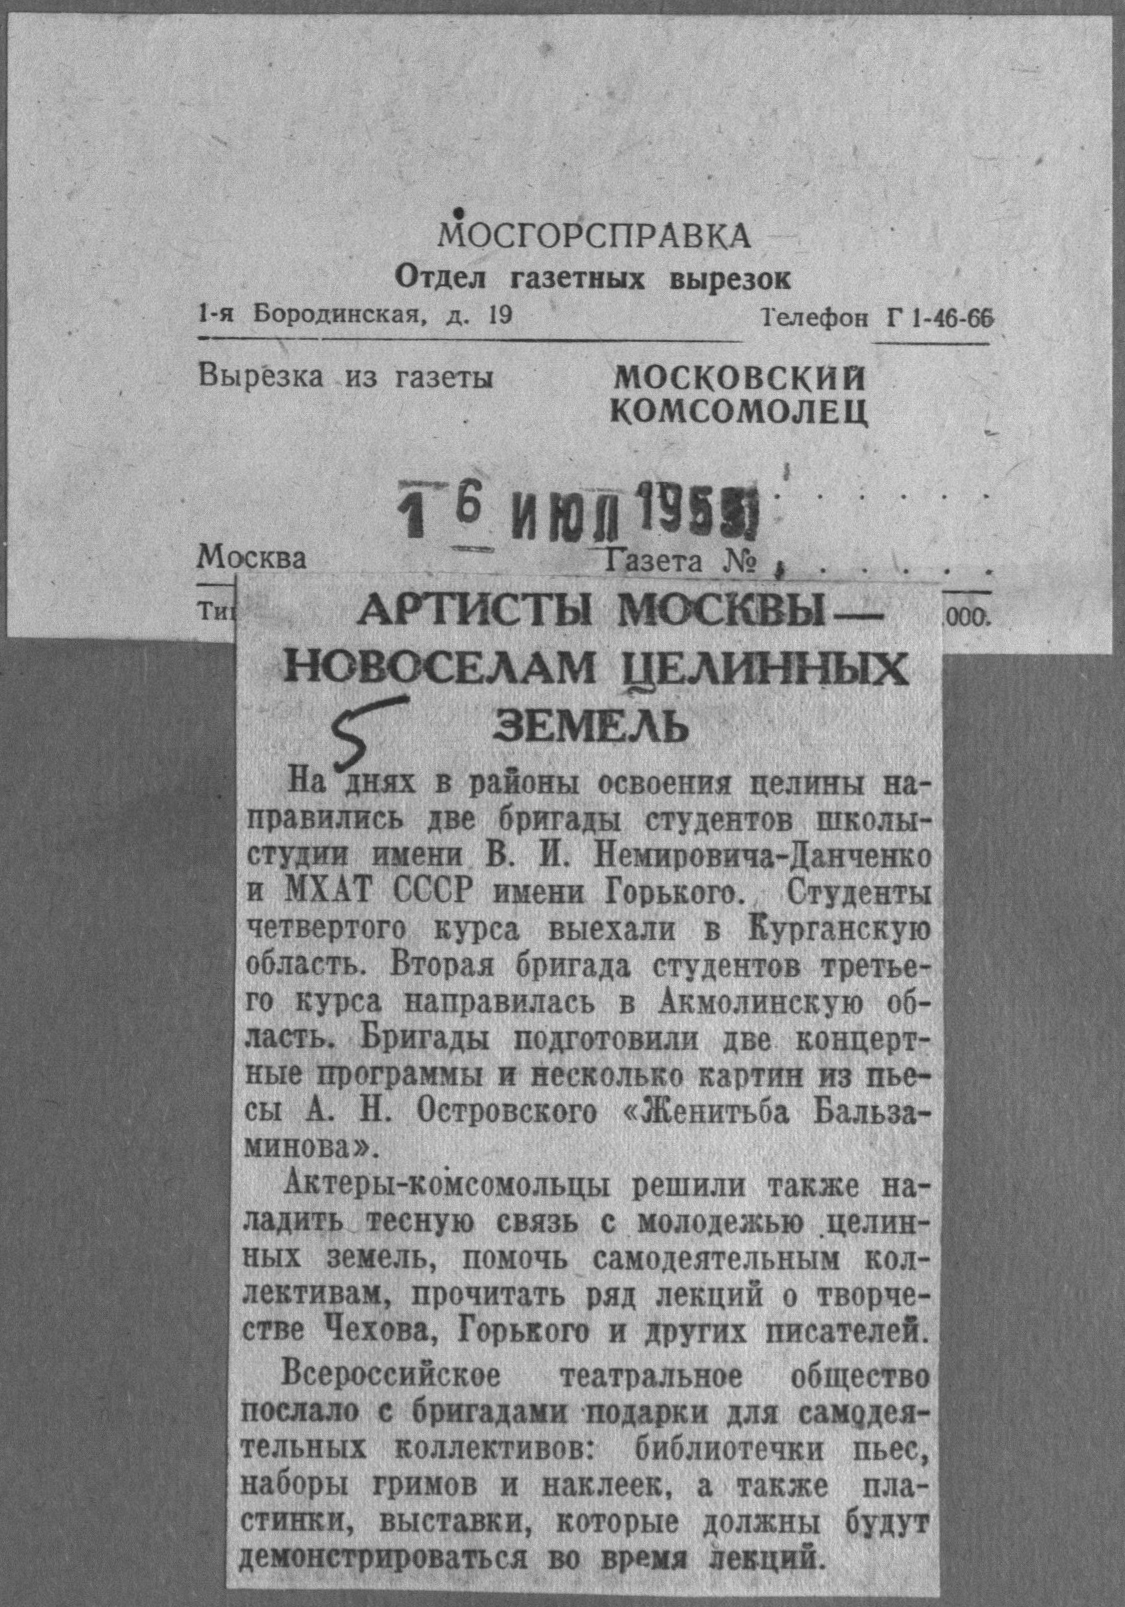 МОСГОРСПРАВКА
Отдел газетных вырезок
1-я Бородинская, д. 19 Телефон Г 1-46-66
Вырезка из газеты МОСКОВСКИЙ
КОМСОМОЛЕЦ
16 ИЮЛ
Москва Газета №
000.
АРТИСТЫ МОСКВЫ —
НОВОСЕЛАМ ЦЕЛИННЫХ
ЗЕМЕЛЬ
5
На днях в районы освоения целины на-
правились две бригады студентов школы-
студии имени В. И. Немировича-Данченко
и МХАТ СССР имени Горького. Студенты
четвертого курса выехали в Курганскую
область. Вторая бригада студентов третье-
го курса направилась в Акмолинскую об-
ласть. Бригады подготовили две концерт-
ные программы и несколько картин из пье-
сы А. Н. Островского «Женитьба Бальза-
минова».
Актеры-комсомольцы решили также на-
ладить тесную связь с молодежью целин-
ных земель, помочь самодеятельным кол-
лективам, прочитать ряд лекций о творче-
стве Чехова, Горького и других писателей.
Всероссийское театральное общество
послало с бригадами подарки для самодея-
тельных коллективов: библиотечки пьес,
наборы гримов и наклеек, а также пла-
стинки, выставки, которые должны будут
демонстрироваться во время лекций.